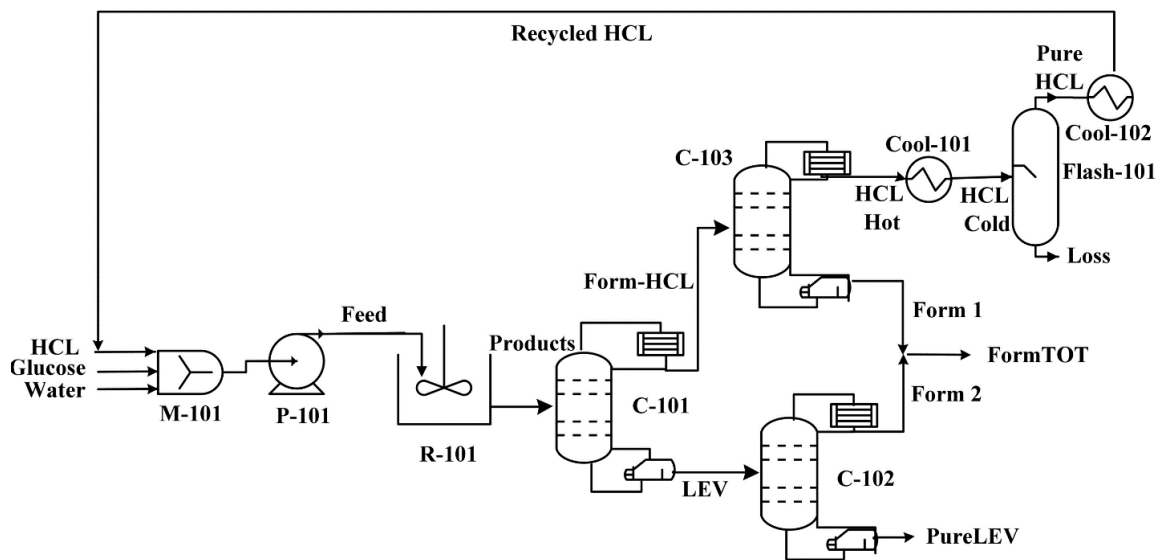 Recycled HCL
Pure
HCL
Cool-102
Cool-101
C-103
Flash-101
HCL
Hot
HCL
Cold
Loss
Form-HCL
Feed
Form 1
Products
HCL
Glucose
Water
FormTOT
M-101
P-101
C-101
Form 2
R-101
LEV
C-102
PureLEV